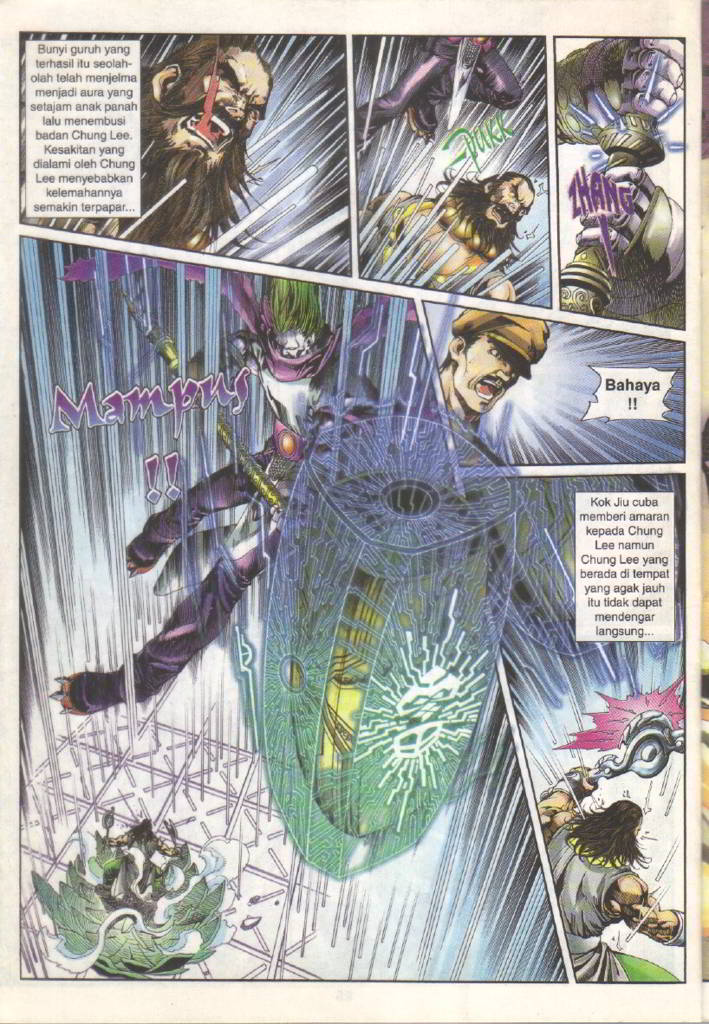 Bunyi guruh yang
terhasil itu seolah-
olah telah menjelma
menjadi aura yang
setajam anak panah
lalu menembusi
badan Chung Lee.
Kesakitan yang
dialami oleh Chung
Lee menyebabkan
kelemahannya
semakin terpapar...
PAKK
ZHANG
!
Mampus
!!
Bahaya
!!
Kok Jiu cuba
memberi amaran
kepada Chung
Lee namun
Chung Lee yang
berada di tempat
yang agak jauh
itu tidak dapat
mendengar
langsung...